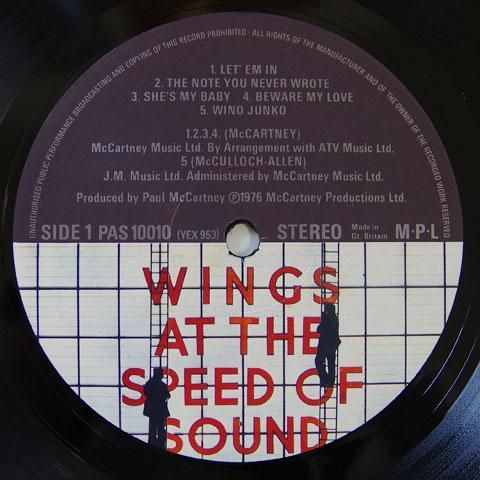 UNAUTHORISED PUBLIC PERFORMANCE BROADCASTING AND COPYING OF THIS RECORD PROHIBITED · ALL RIGHTS OF THE MANUFACTURER AND OF THE OWNER OF THE RECORDED WORK RESERVED
1. LET' EM IN
2. THE NOTE YOU NEVER WROTE
3. SHE'S MY BABY 4. BEWARE MY LOVE
5. WINO JUNKO
1.2.3.4. (McCARTNEY)
McCartney Music Ltd. By Arrangement with ATV Music Ltd.
5 (McCULLOCH-ALLEN)
J.M. Music Ltd. Administered by McCartney Music Ltd.
Produced by Paul McCartney ℗1976 McCartney Productions Ltd.
SIDE 1 PAS 10010 (YEX 953) STEREO Made in Gt. Britain M·P·L
WINGS
AT THE
SPEED OF
SOUND